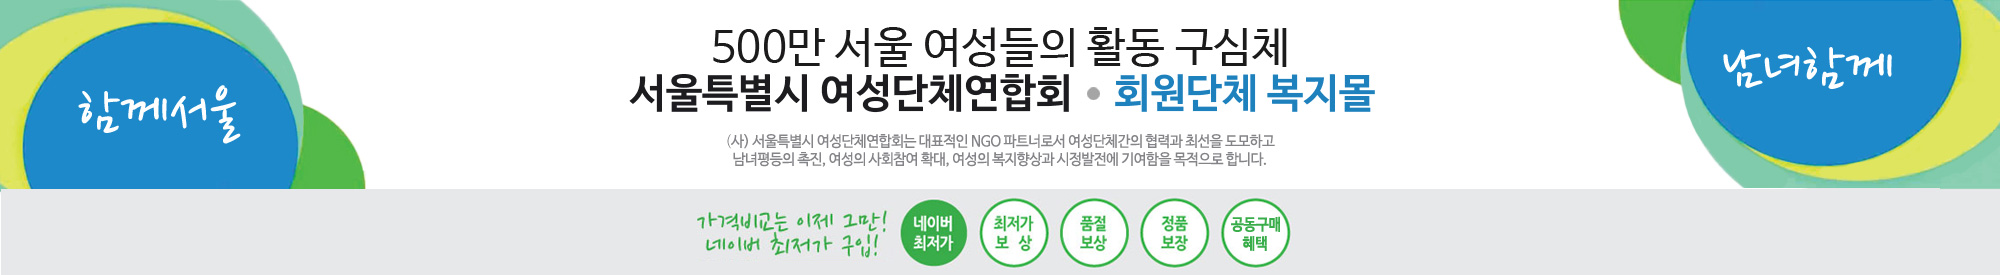 함께서울
500만 서울 여성들의 활동 구심체
서울특별시 여성단체연합회 • 회원단체 복지몰
(사) 서울특별시 여성단체연합회는 대표적인 NGO 파트너로서 여성단체간의 협력과 최선을 도모하고
남녀평등의 촉진, 여성의 사회참여 확대, 여성의 복지향상과 시정발전에 기여함을 목적으로 합니다.
남녀함께
가격비교는 이제 그만!
네이버 최저가 구입!
네이버
최저가
최저가
보 상
품절
보상
정품
보장
공동구매
혜택